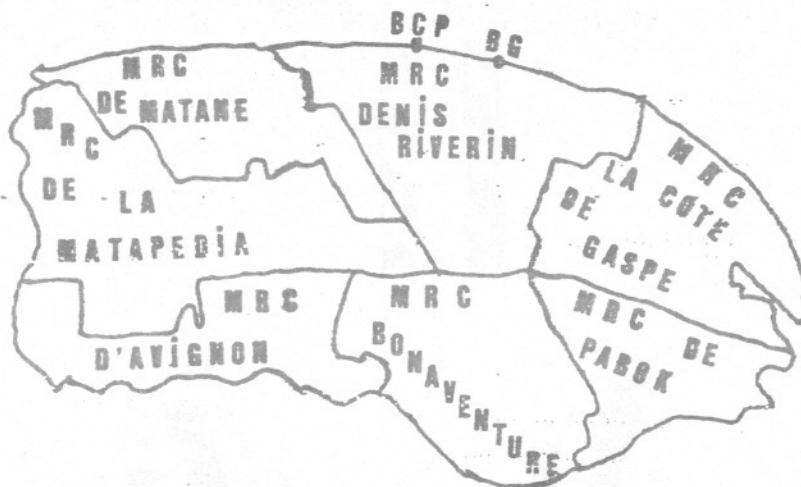 BCP
BG
MRC
DE MATANE
MRC
DENiS
RiVERiN
MRC
DE LA
MATAPEDiA
MRC
LA CÔTE
DE
GASPE
MRC
D'AViGNON
MRC
BONAVENTURE
MRC DE
PABOK